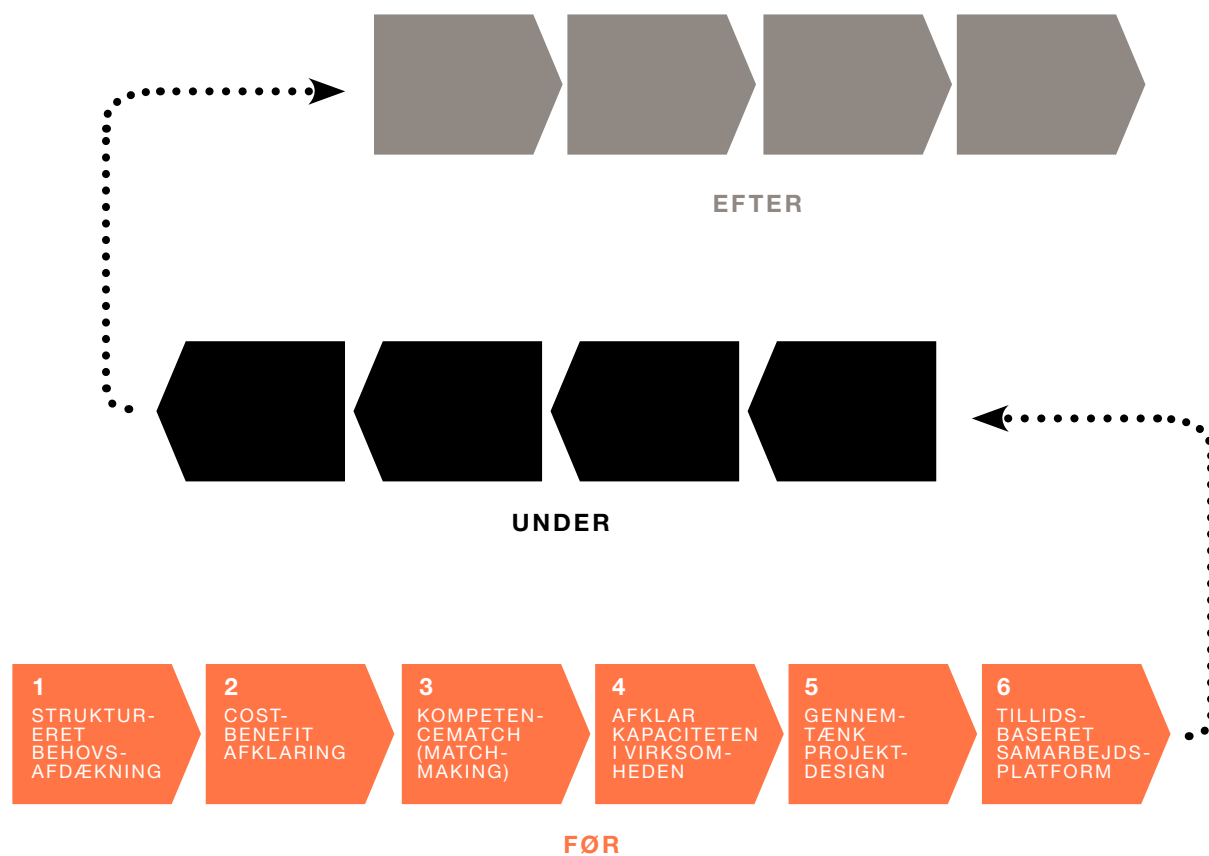 EFTER
UNDER
1
STRUKTUR-
ERET
BEHOVS-
AFDÆKNING
2
COST-
BENEFIT
AFKLARING
3
KOMPETEN-
CEMATCH
(MATCH-
MAKING)
4
AFKLAR
KAPACITETEN
I VIRKSOM-
HEDEN
5
GENNEM-
TÆNK
PROJEKT-
DESIGN
6
TILLIDS-
BASERET
SAMARBEJDS-
PLATFORM
FØR